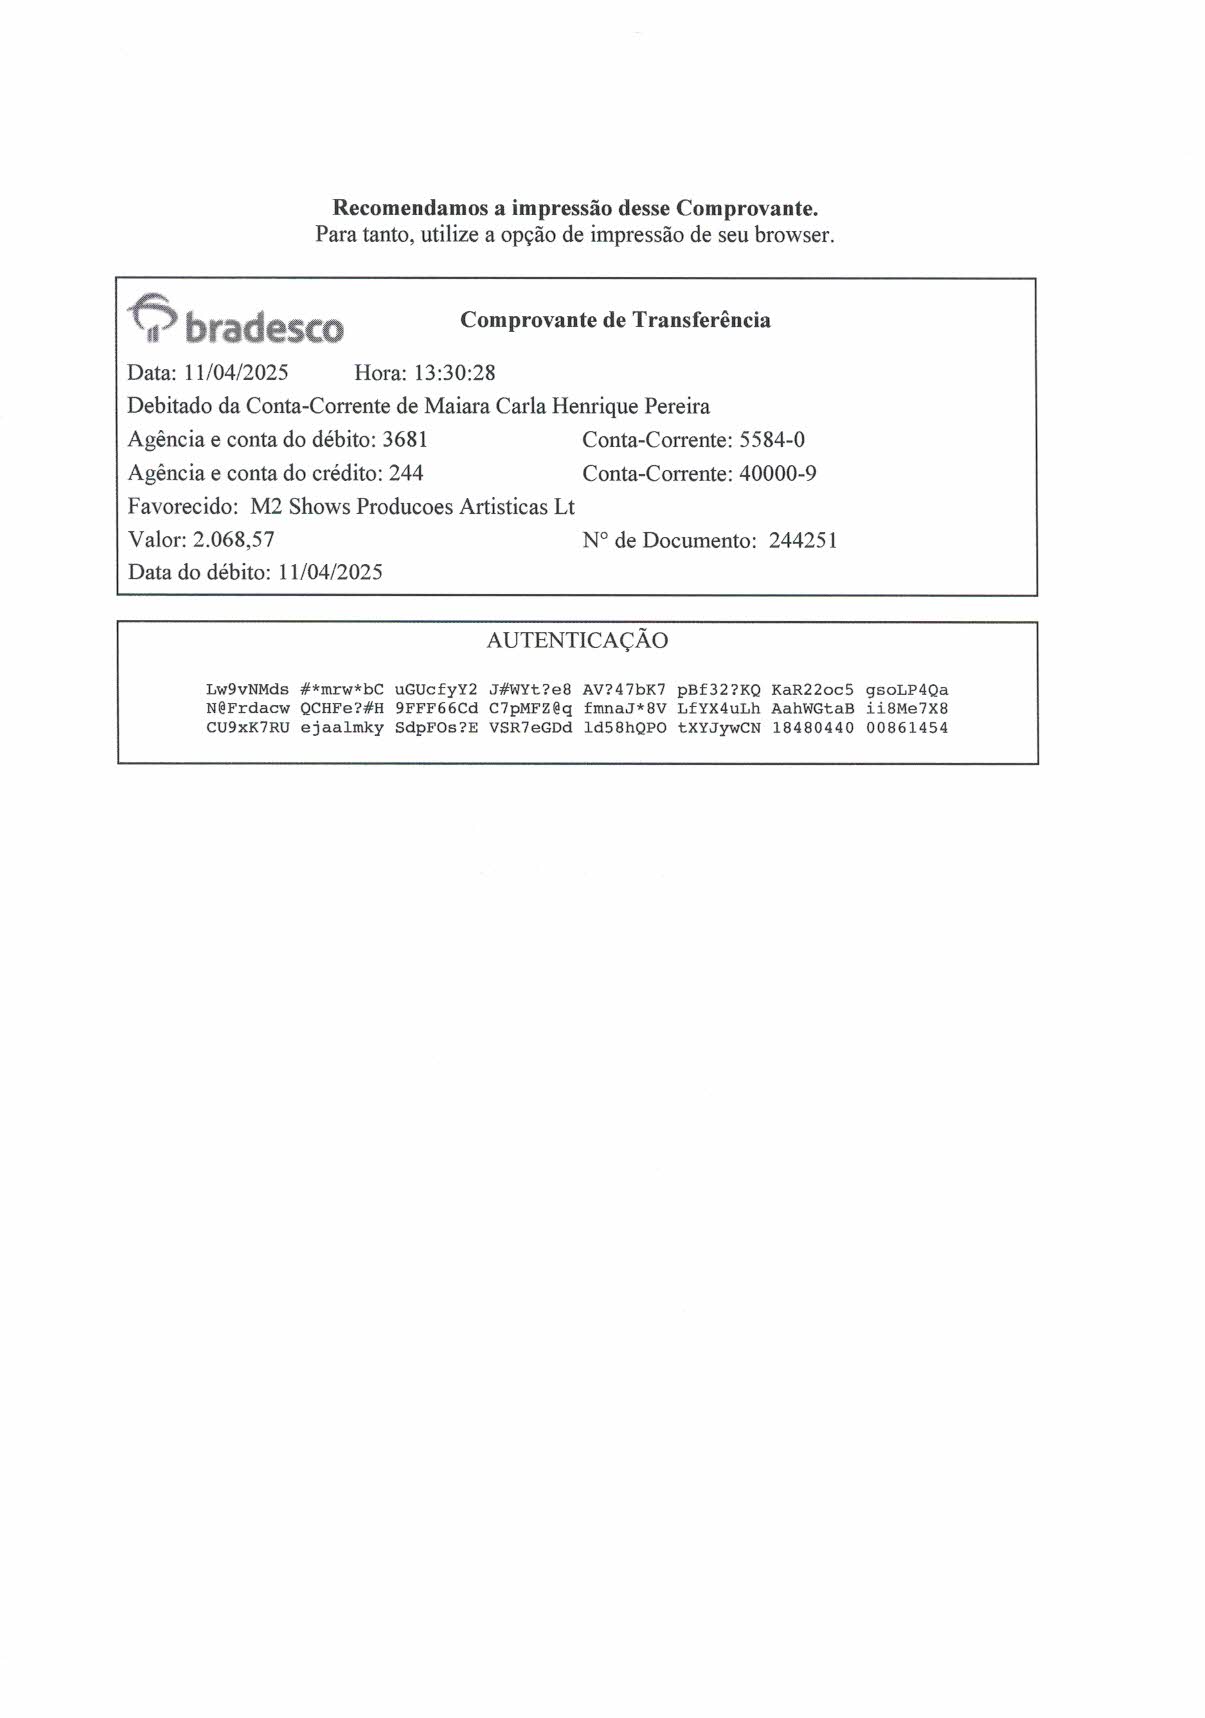 Recomendamos a impressão desse Comprovante.
Para tanto, utilize a opção de impressão de seu browser.
bradesco
Comprovante de Transferência
Data: 11/04/2025 Hora: 13:30:28
Debitado da Conta-Corrente de Maiara Carla Henrique Pereira
Agência e conta do débito: 3681 Conta-Corrente: 5584-0
Agência e conta do crédito: 244 Conta-Corrente: 40000-9
Favorecido: M2 Shows Producoes Artisticas Lt
Valor: 2.068,57 Nº de Documento: 244251
Data do débito: 11/04/2025
AUTENTICAÇÃO
Lw9vNMds #*mrw*bC uGUcfyY2 J#WYt?e8 AV?47bK7 pBf32?KQ KaR22oc5 gsoLP4Qa
N@Frdacw QCHFe?#H 9FFF66Cd C7pMFZ@q fmnaJ*8V LfYX4uLh AahWGtaB ii8Me7X8
CU9xK7RU ejaalmky SdpFOs?E VSR7eGDd ld58hQPO tXYJywCN 18480440 00861454